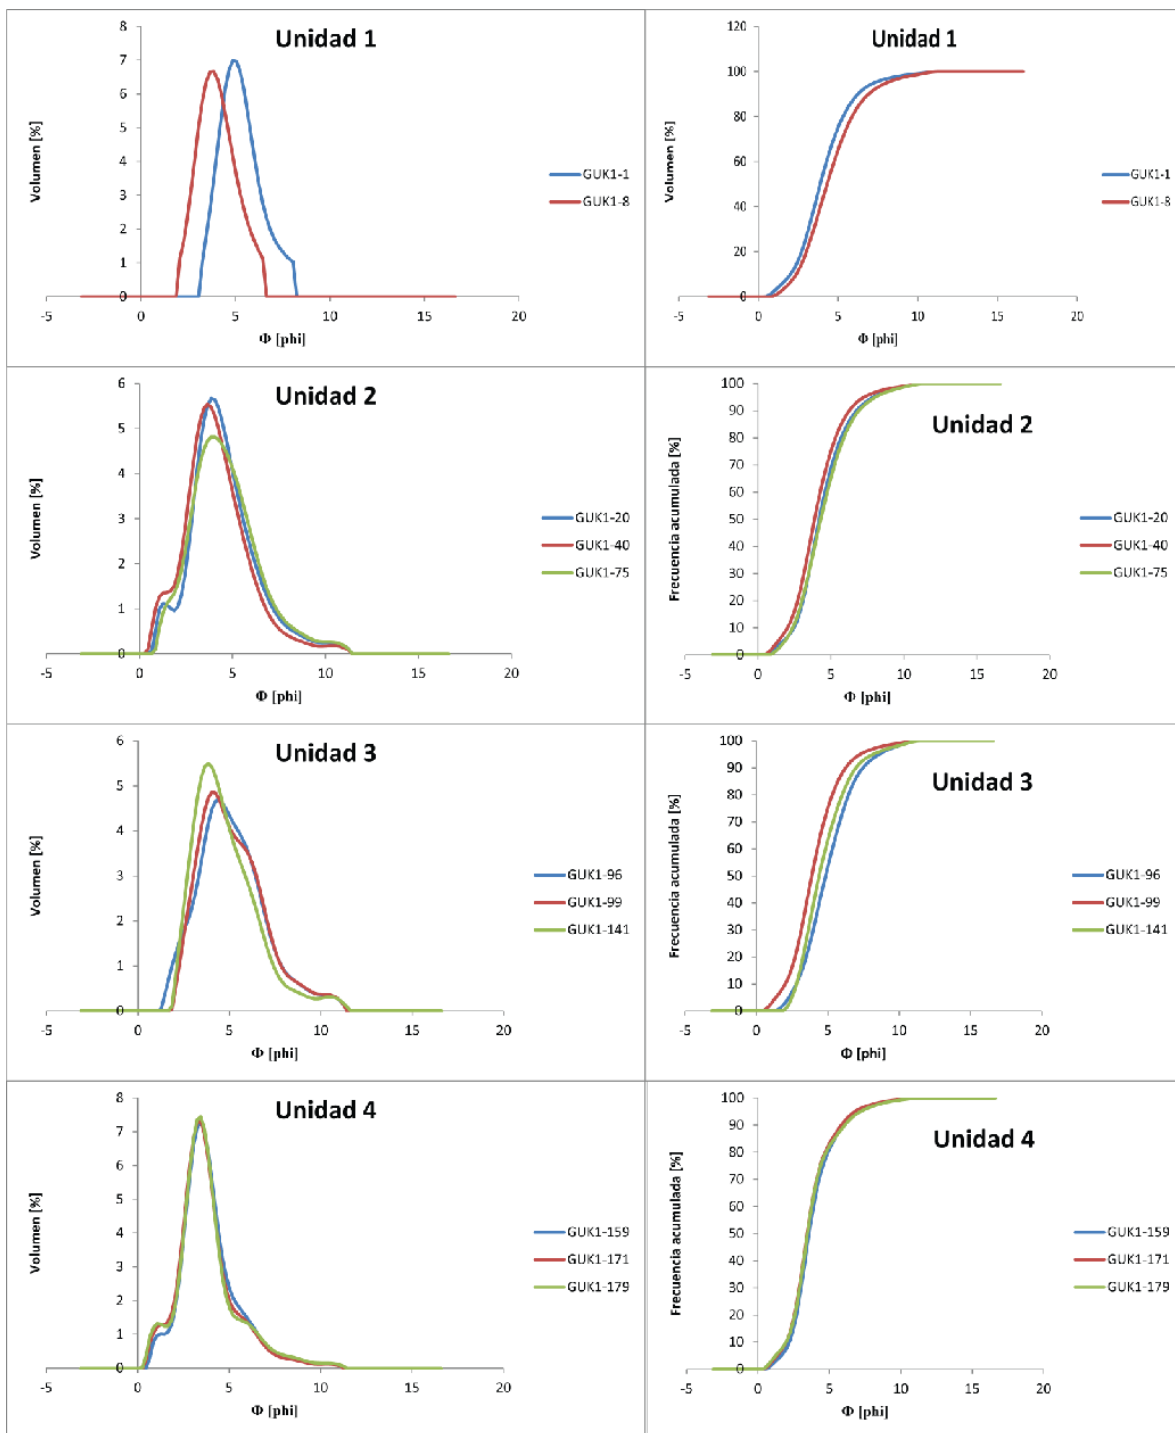 Unidad 1
Volumen [%]
8
7
6
5
4
3
2
1
0
-5
0
5
10
15
20
Φ [phi]
GUK1-1
GUK1-8
Unidad 1
Volumen [%]
120
100
80
60
40
20
0
-5
0
5
10
15
20
Φ [phi]
GUK1-1
GUK1-8
Unidad 2
Volumen [%]
6
5
4
3
2
1
0
-5
0
5
10
15
20
Φ [phi]
GUK1-20
GUK1-40
GUK1-75
Unidad 2
Frecuencia acumulada [%]
100
90
80
70
60
50
40
30
20
10
0
-5
0
5
10
15
20
Φ [phi]
GUK1-20
GUK1-40
GUK1-75
Unidad 3
Volumen [%]
6
5
4
3
2
1
0
-5
0
5
10
15
20
Φ [phi]
GUK1-96
GUK1-99
GUK1-141
Unidad 3
Frecuencia acumulada [%]
100
90
80
70
60
50
40
30
20
10
0
-5
0
5
10
15
20
Φ [phi]
GUK1-96
GUK1-99
GUK1-141
Unidad 4
Volumen [%]
8
7
6
5
4
3
2
1
0
-5
0
5
10
15
20
Φ [phi]
GUK1-159
GUK1-171
GUK1-179
Unidad 4
Frecuencia acumulada [%]
100
90
80
70
60
50
40
30
20
10
0
-5
0
5
10
15
20
Φ [phi]
GUK1-159
GUK1-171
GUK1-179